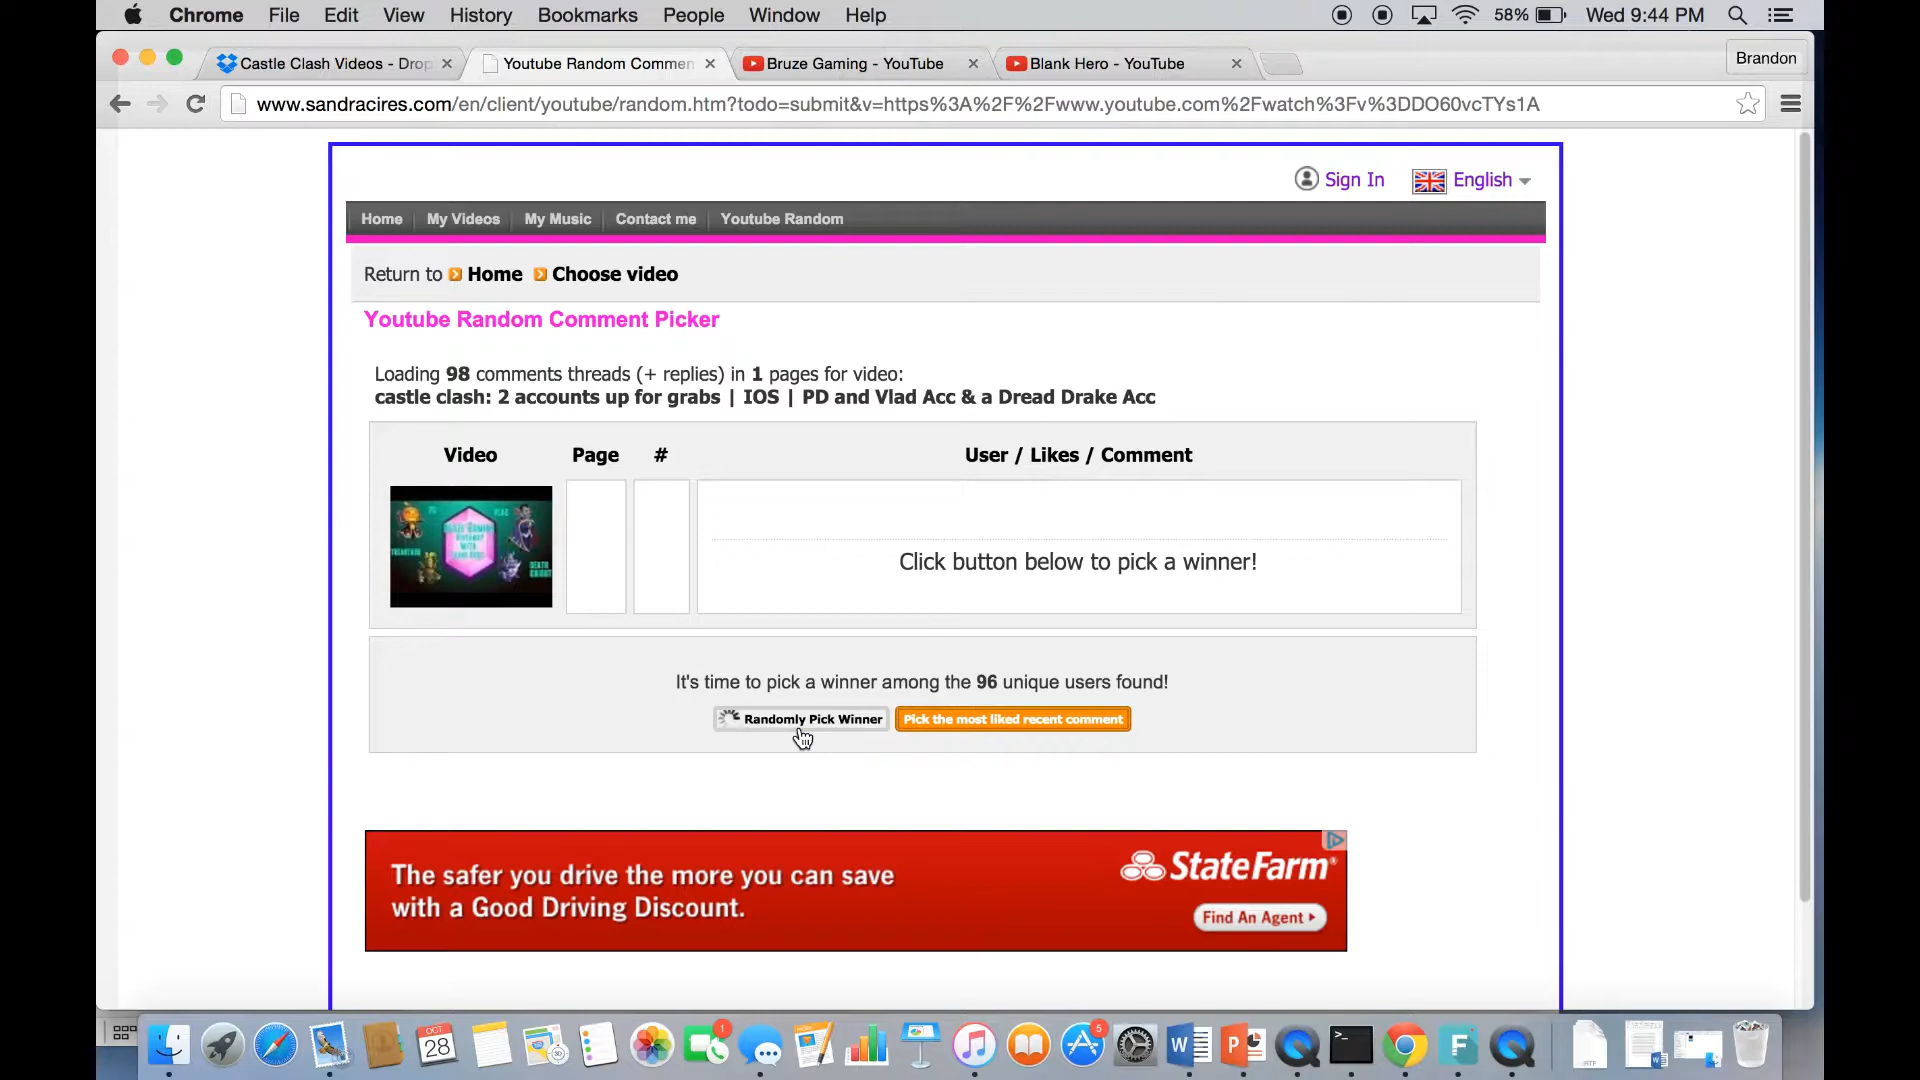 Chrome File Edit View History Bookmarks People Window Help 58% Wed 9:44 PM
Castle Clash Videos - Drop
Youtube Random Commen
Bruze Gaming - YouTube
Blank Hero - YouTube
Brandon
www.sandracires.com/en/client/youtube/random.htm?todo=submit&v=https%3A%2F%2Fwww.youtube.com%2Fwatch%3Fv%3DDO60vcTYs1A
Sign In English
Home My Videos My Music Contact me Youtube Random
Return to Home Choose video
Youtube Random Comment Picker
Loading 98 comments threads (+ replies) in 1 pages for video:
castle clash: 2 accounts up for grabs | IOS | PD and Vlad Acc & a Dread Drake Acc
Video Page # User / Likes / Comment
PD VLAD
DEATH
KNIGHT
Click button below to pick a winner!
It's time to pick a winner among the 96 unique users found!
Randomly Pick Winner Pick the most liked recent comment
The safer you drive the more you can save
with a Good Driving Discount.
StateFarm®
Find An Agent
OCT
28
1
5